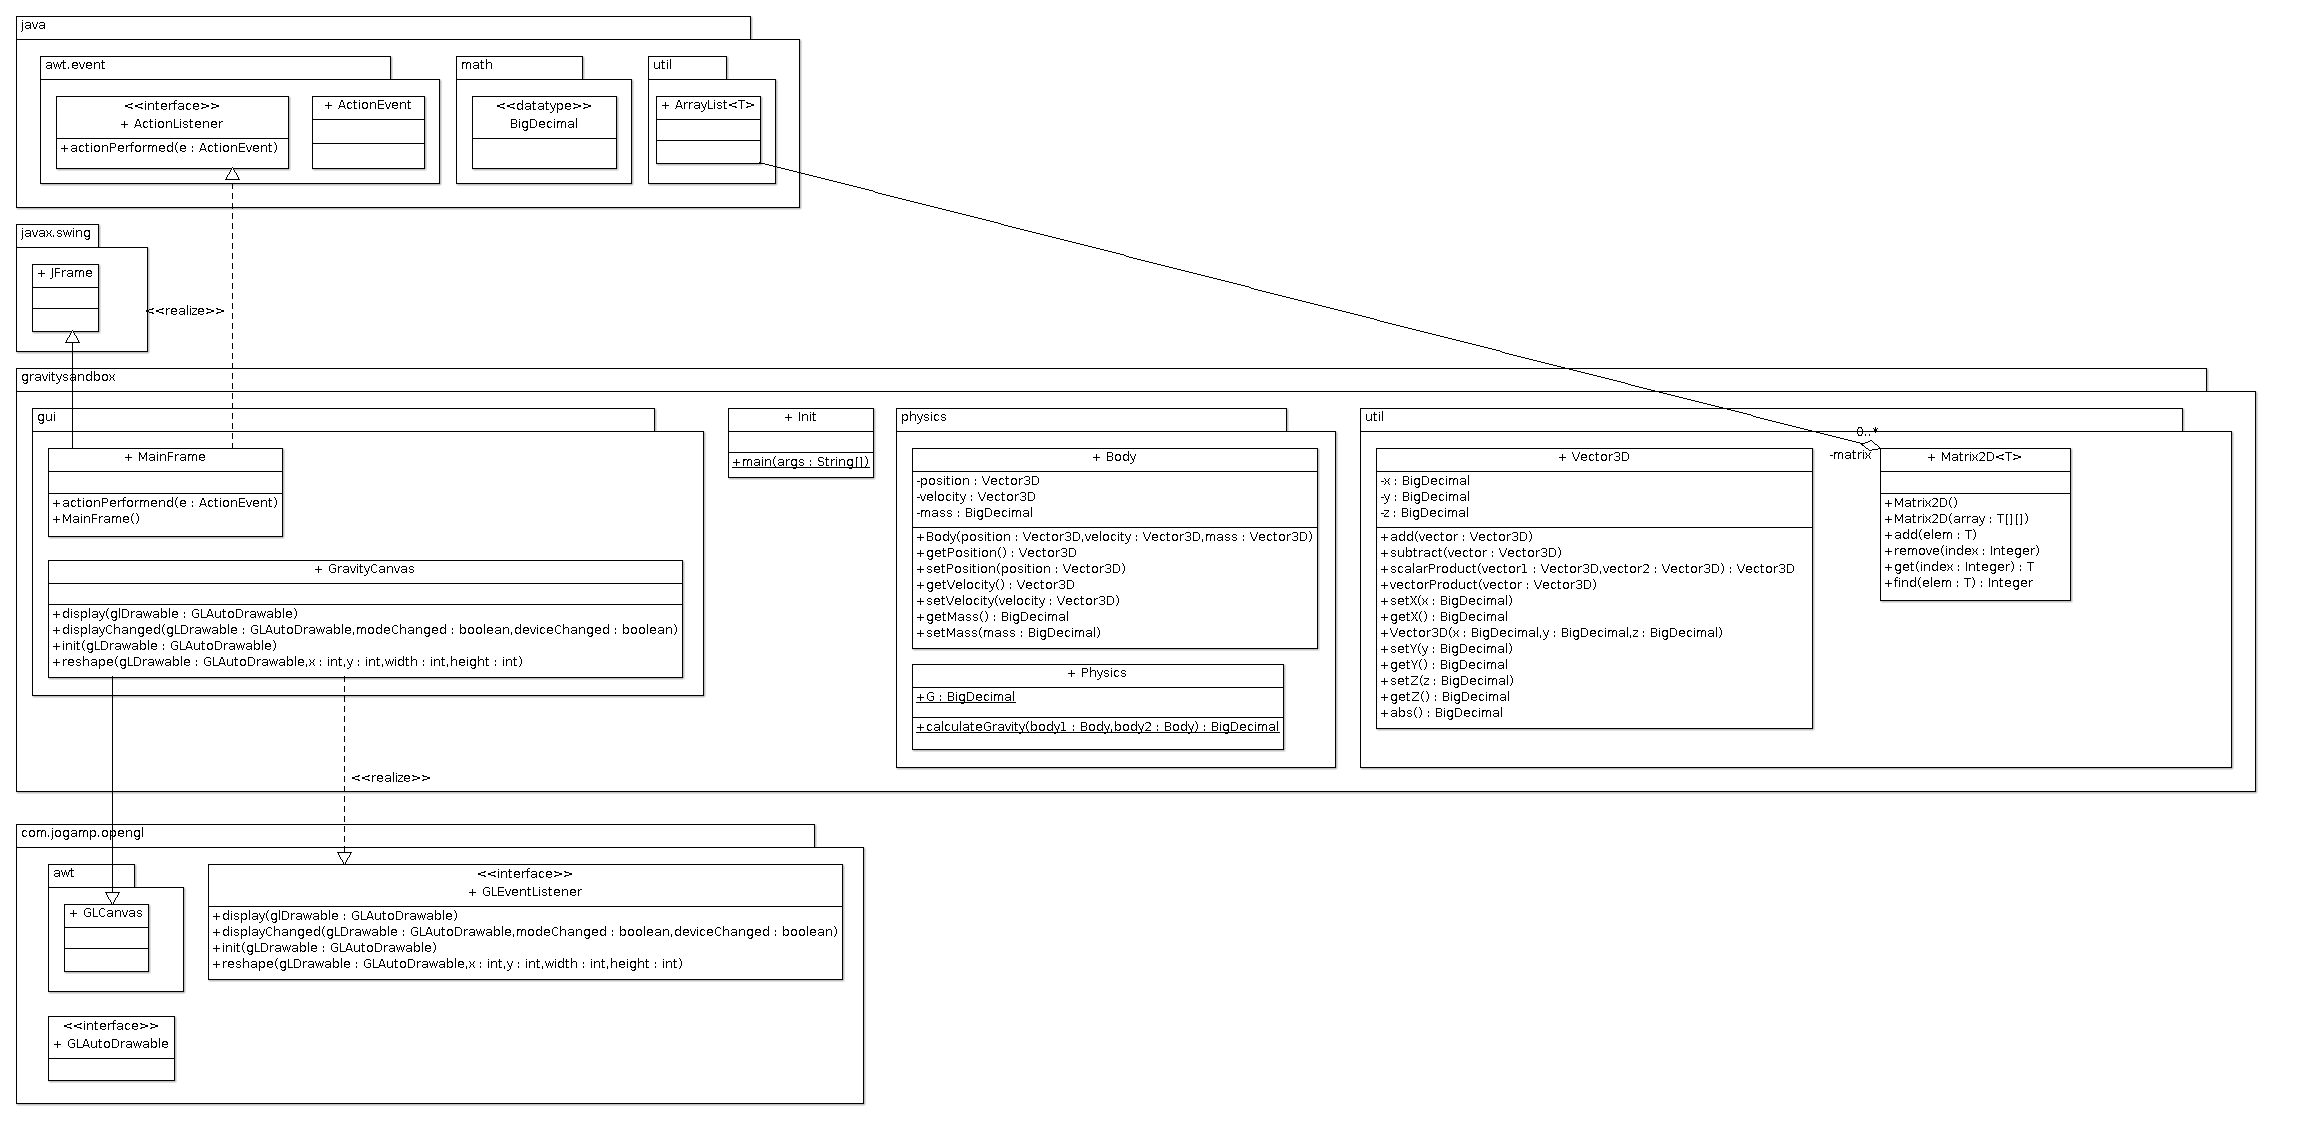 java
awt.event
<<interface>>
+ ActionListener
+actionPerformed(e : ActionEvent)
+ ActionEvent
math
<<datatype>>
BigDecimal
util
+ ArrayList<T>
javax.swing
+ JFrame
<<realize>>
gravitysandbox
gui
+ MainFrame
+actionPerformend(e : ActionEvent)
+MainFrame()
+ GravityCanvas
+display(glDrawable : GLAutoDrawable)
+displayChanged(gLDrawable : GLAutoDrawable,modeChanged : boolean,deviceChanged : boolean)
+init(gLDrawable : GLAutoDrawable)
+reshape(gLDrawable : GLAutoDrawable,x : int,y : int,width : int,height : int)
+ Init
+main(args : String[])
physics
+ Body
-position : Vector3D
-velocity : Vector3D
-mass : BigDecimal
+Body(position : Vector3D,velocity : Vector3D,mass : Vector3D)
+getPosition() : Vector3D
+setPosition(position : Vector3D)
+getVelocity() : Vector3D
+setVelocity(velocity : Vector3D)
+getMass() : BigDecimal
+setMass(mass : BigDecimal)
+ Physics
+G : BigDecimal
+calculateGravity(body1 : Body,body2 : Body) : BigDecimal
util
+ Vector3D
-x : BigDecimal
-y : BigDecimal
-z : BigDecimal
+add(vector : Vector3D)
+subtract(vector : Vector3D)
+scalarProduct(vector1 : Vector3D,vector2 : Vector3D) : Vector3D
+vectorProduct(vector : Vector3D)
+setX(x : BigDecimal)
+getX() : BigDecimal
+Vector3D(x : BigDecimal,y : BigDecimal,z : BigDecimal)
+setY(y : BigDecimal)
+getY() : BigDecimal
+setZ(z : BigDecimal)
+getZ() : BigDecimal
+abs() : BigDecimal
0..*
-matrix
+ Matrix2D<T>
+Matrix2D()
+Matrix2D(array : T[][])
+add(elem : T)
+remove(index : Integer)
+get(index : Integer) : T
+find(elem : T) : Integer
<<realize>>
com.jogamp.opengl
awt
+ GLCanvas
<<interface>>
+ GLEventListener
+display(glDrawable : GLAutoDrawable)
+displayChanged(gLDrawable : GLAutoDrawable,modeChanged : boolean,deviceChanged : boolean)
+init(gLDrawable : GLAutoDrawable)
+reshape(gLDrawable : GLAutoDrawable,x : int,y : int,width : int,height : int)
<<interface>>
+ GLAutoDrawable